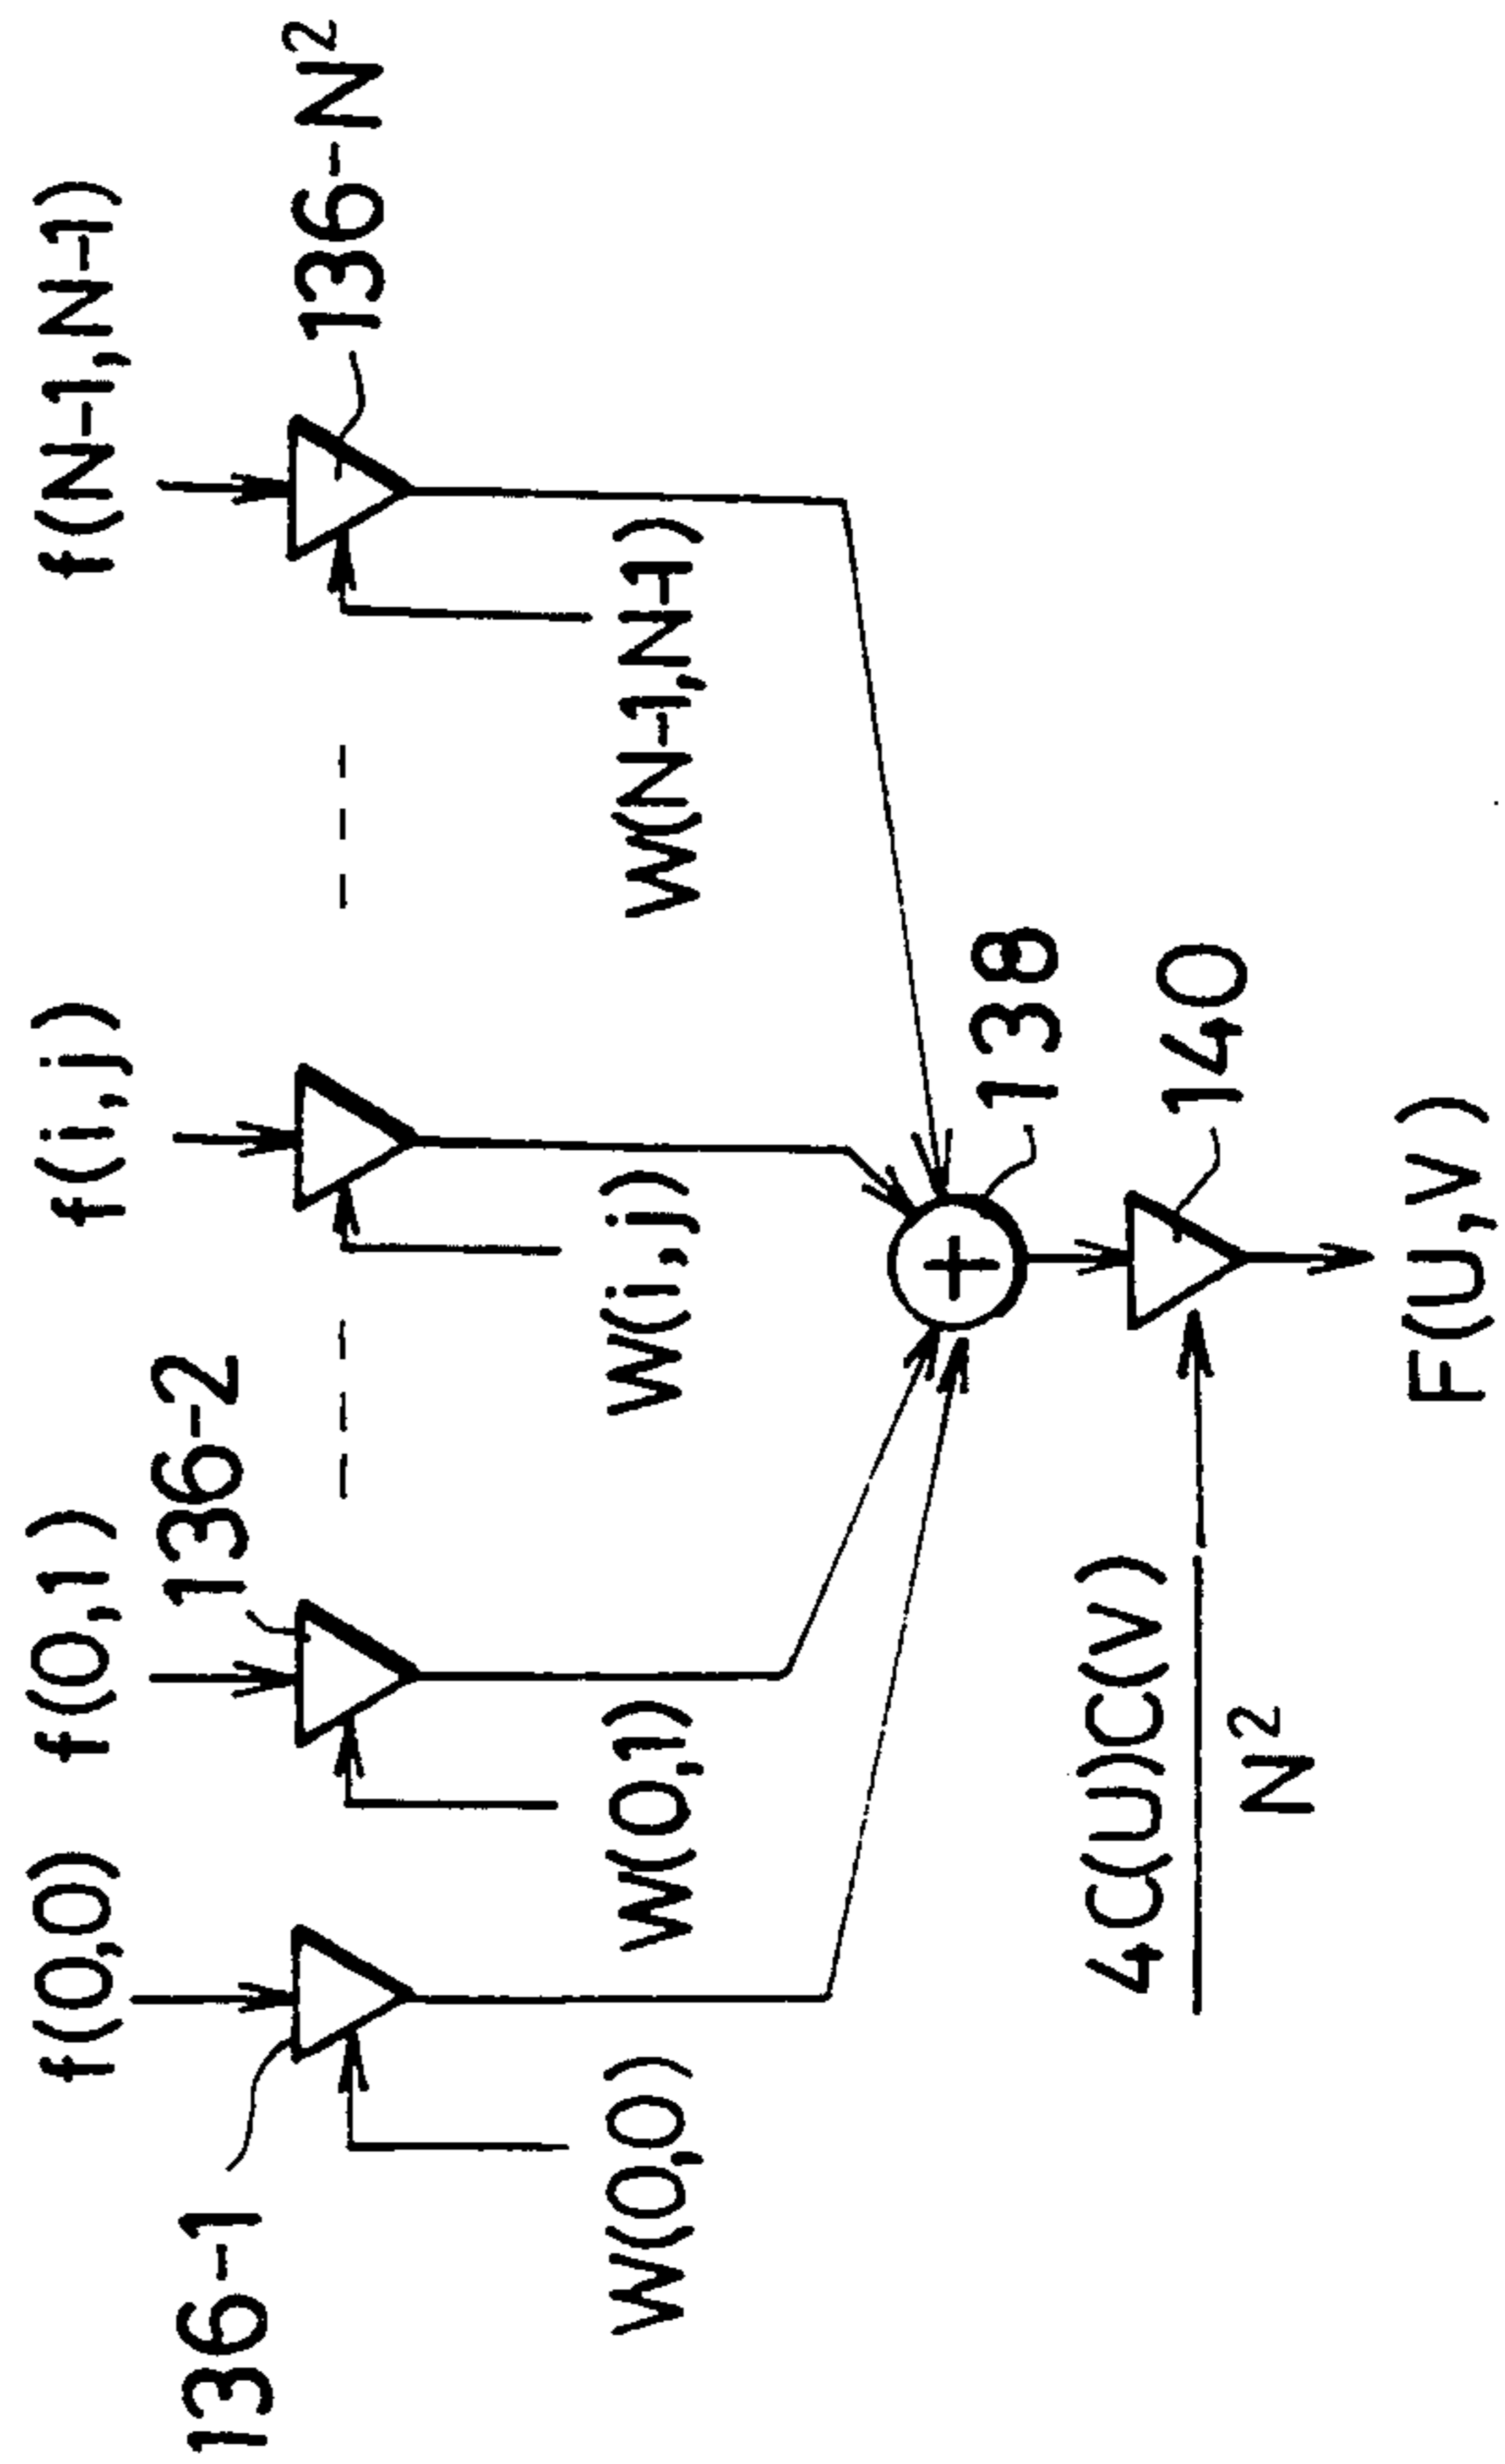 f(0,0)
f(0,1)
f(i,j)
f(N-1,N-1)
136-1
136-2
136-N²
W(0,0)
W(0,1)
W(i,j)
W(N-1,N-1)
138
4C(U)C(V)
N²
140
F(U,V)